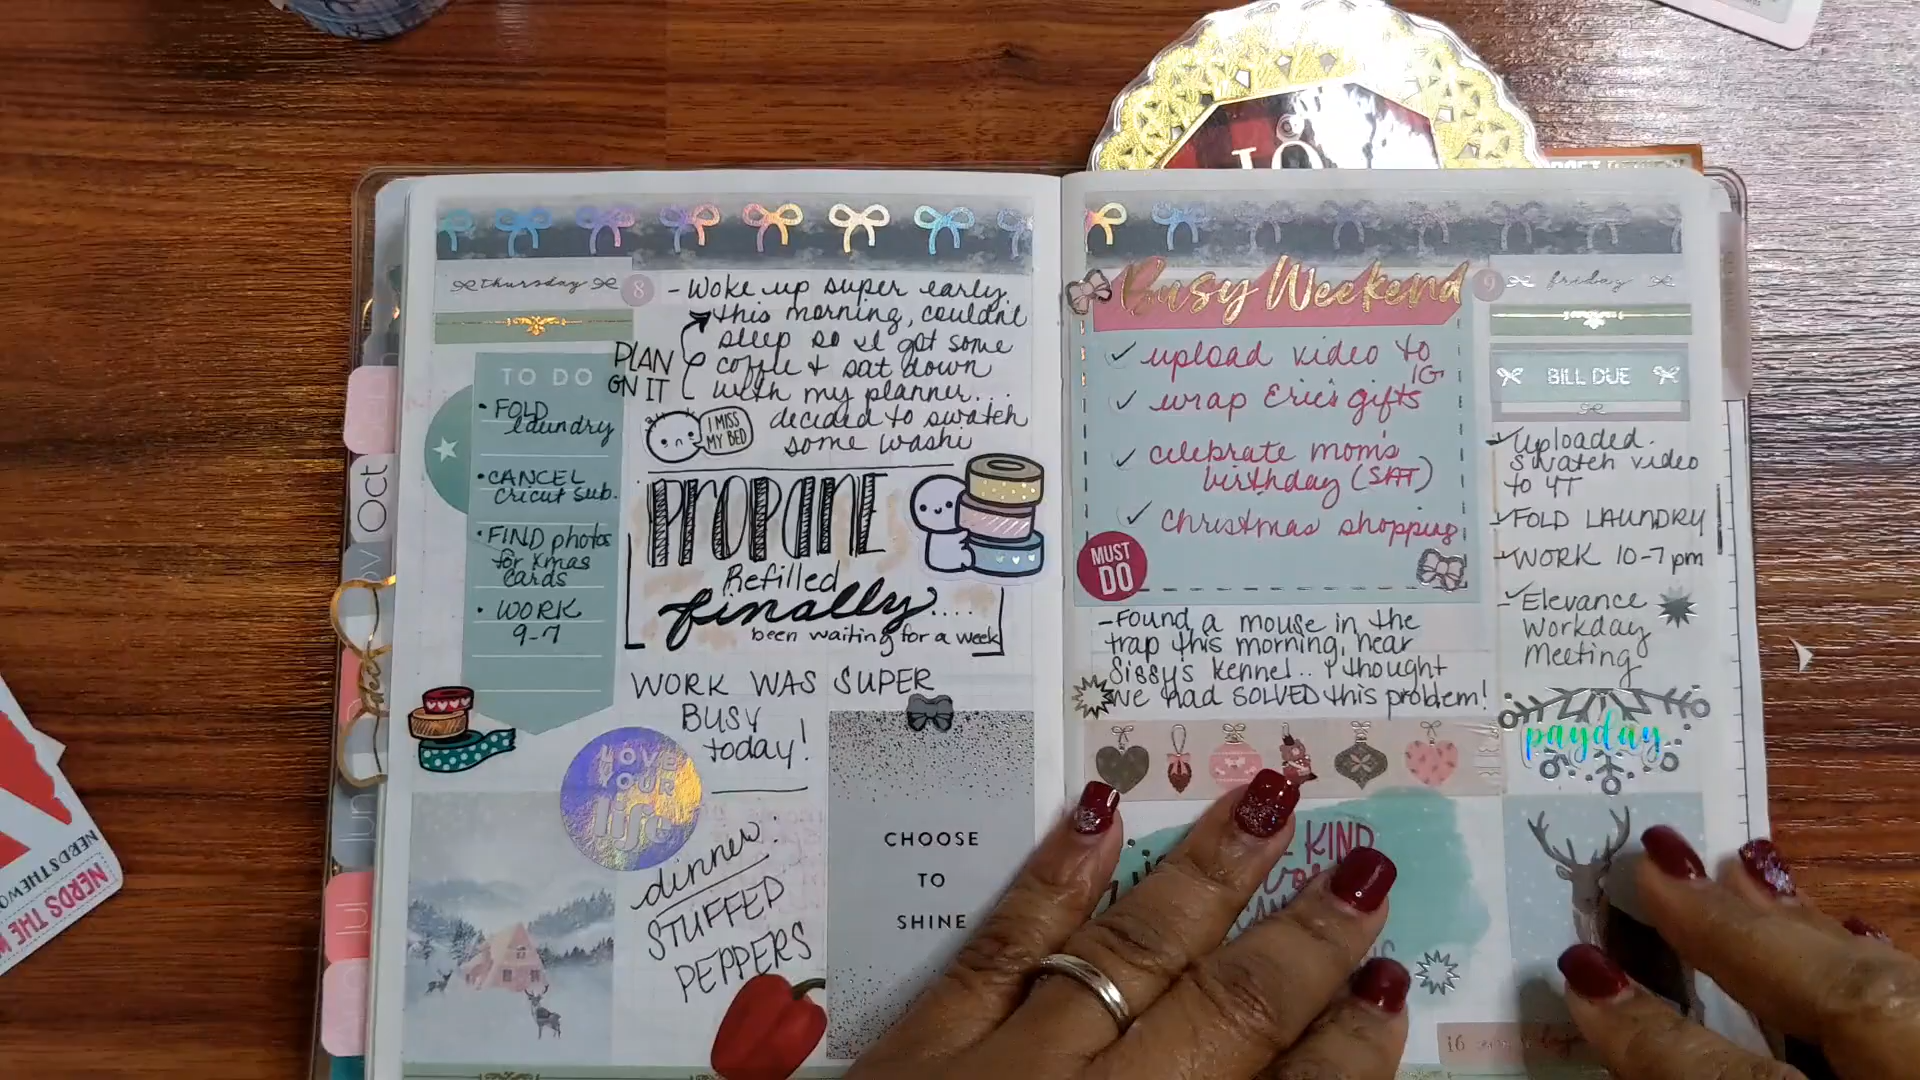 thursday
8
- Woke up super early
this morning, couldn't
sleep so I got some
coffee & sat down
with my planner...
decided to swatch
some washi
PLAN
ON IT
I MISS
MY BED
TO DO
• FOLD
laundry
• CANCEL
cricut sub.
• FIND photos
for xmas
cards
• WORK
9-7
PROPANE
Refilled
finally....
been waiting for a week
WORK WAS SUPER
BUSY
today!
LOVE
YOUR
life
dinner:
STUFFED
PEPPERS
CHOOSE
TO
SHINE
Oct
Jun
Jul
NERDS THE
Busy Weekend
✓ upload video to
IG
✓ wrap Eric's gifts
✓ celebrate mom's
birthday (SAT)
✓ christmas shopping
MUST
DO
- Found a mouse in the
trap this morning, near
Sissy's kennel.. I thought
we had SOLVED this problem!
KIND
9
friday
BILL DUE
✓ Uploaded
swatch video
to YT
✓ FOLD LAUNDRY
✓ WORK 10-7pm
✓ Elevance
Workday
Meeting
payday
16